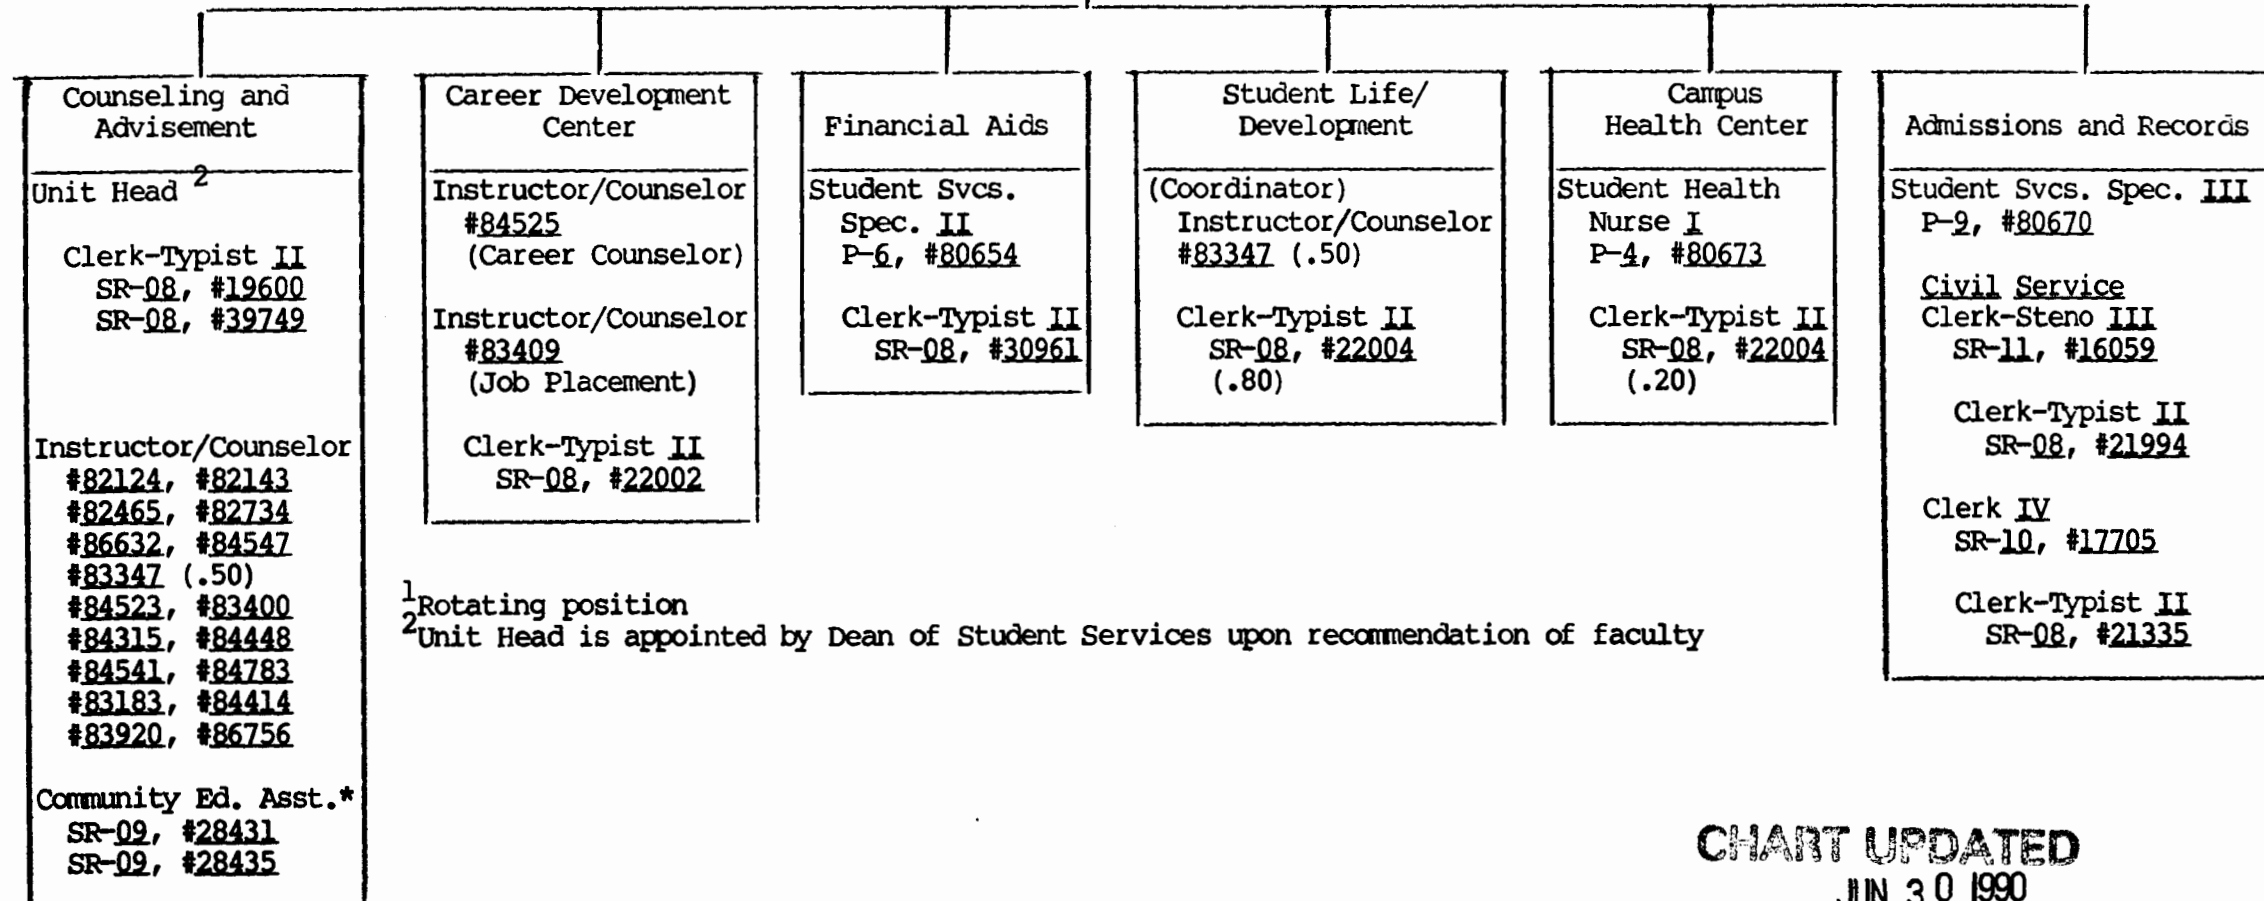 Counseling and
Advisement
Unit Head 2
Clerk-Typist II
SR-08, #19600
SR-08, #39749
Instructor/Counselor
#82124, #82143
#82465, #82734
#86632, #84547
#83347 (.50)
#84523, #83400
#84315, #84448
#84541, #84783
#83183, #84414
#83920, #86756
Community Ed. Asst.*
SR-09, #28431
SR-09, #28435
Career Development
Center
Instructor/Counselor
#84525
(Career Counselor)
Instructor/Counselor
#83409
(Job Placement)
Clerk-Typist II
SR-08, #22002
Financial Aids
Student Svcs.
Spec. II
P-6, #80654
Clerk-Typist II
SR-08, #30961
Student Life/
Development
(Coordinator)
Instructor/Counselor
#83347 (.50)
Clerk-Typist II
SR-08, #22004
(.80)
Campus
Health Center
Student Health
Nurse I
P-4, #80673
Clerk-Typist II
SR-08, #22004
(.20)
Admissions and Records
Student Svcs. Spec. III
P-9, #80670
Civil Service
Clerk-Steno III
SR-11, #16059
Clerk-Typist II
SR-08, #21994
Clerk IV
SR-10, #17705
Clerk-Typist II
SR-08, #21335
1Rotating position
2Unit Head is appointed by Dean of Student Services upon recommendation of faculty
CHART UPDATED
JUN 30 1990